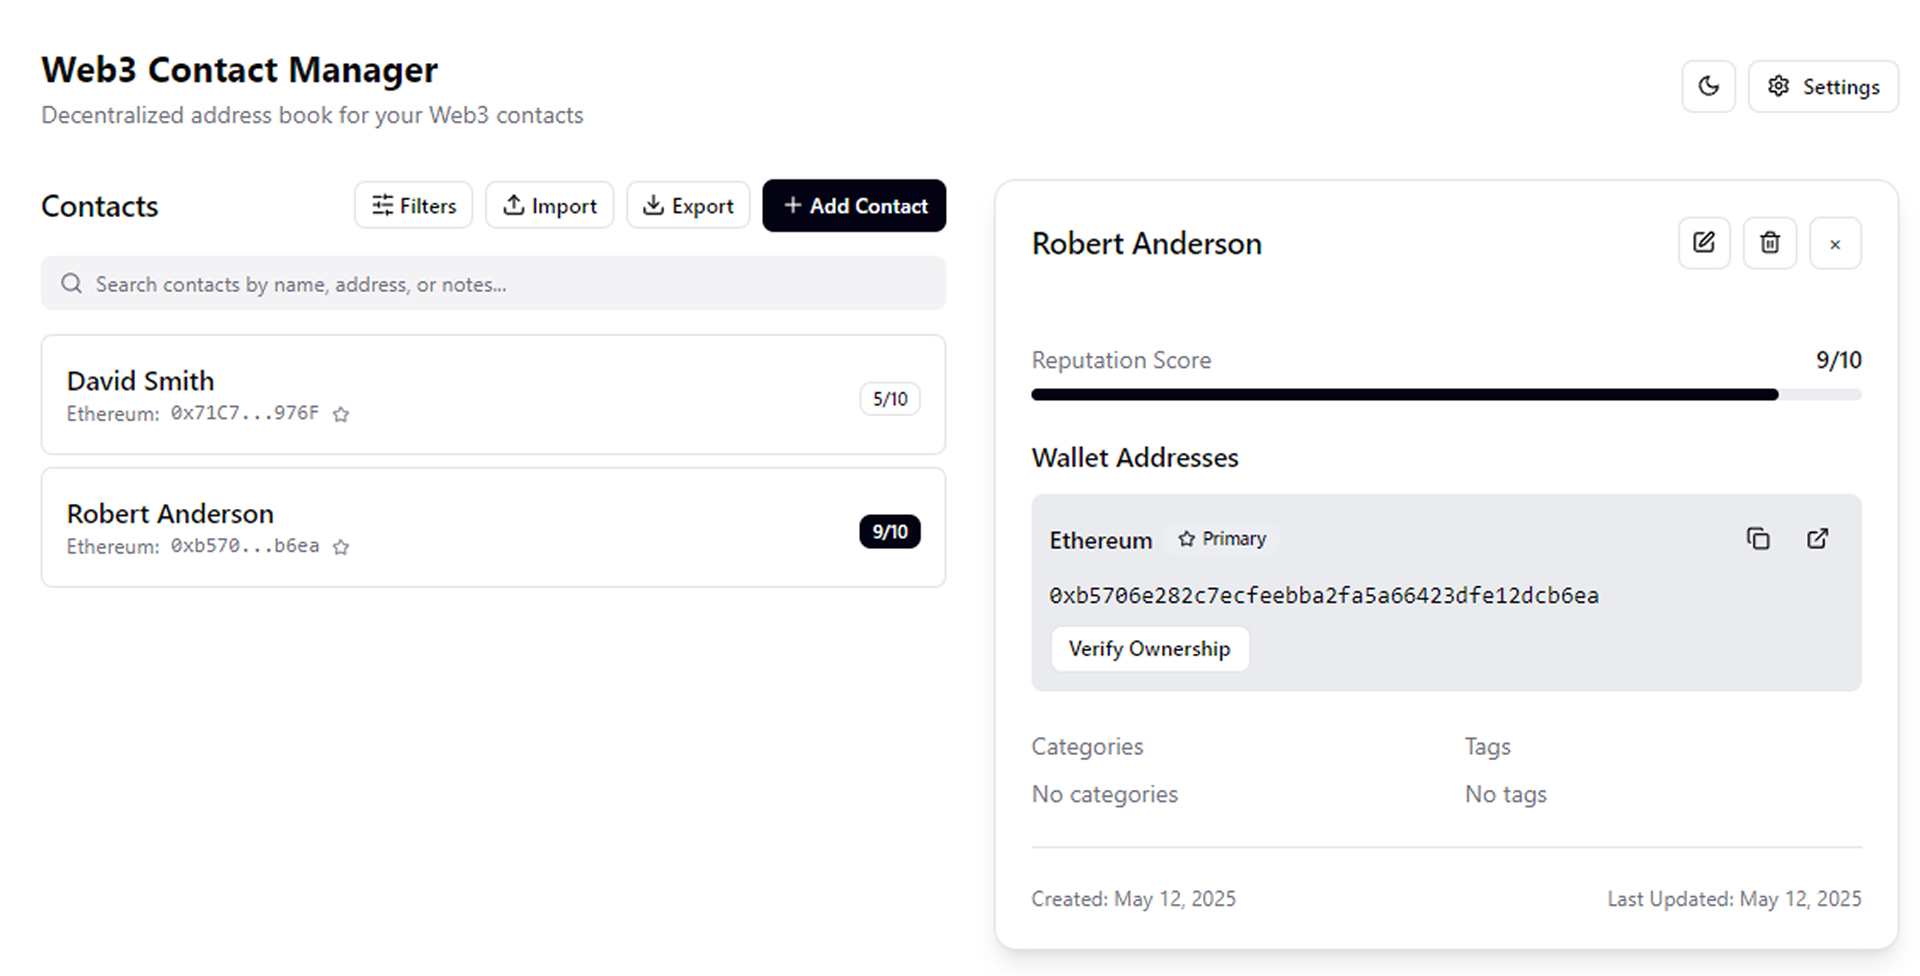 Web3 Contact Manager
Decentralized address book for your Web3 contacts
Settings
Contacts
Filters
Import
Export
+ Add Contact
Search contacts by name, address, or notes...
David Smith
Ethereum: 0x71C7...976F
5/10
Robert Anderson
Ethereum: 0xb570...b6ea
9/10
Robert Anderson
×
Reputation Score
9/10
Wallet Addresses
Ethereum
Primary
0xb5706e282c7ecfeebba2fa5a66423dfe12dcb6ea
Verify Ownership
Categories
Tags
No categories
No tags
Created: May 12, 2025
Last Updated: May 12, 2025